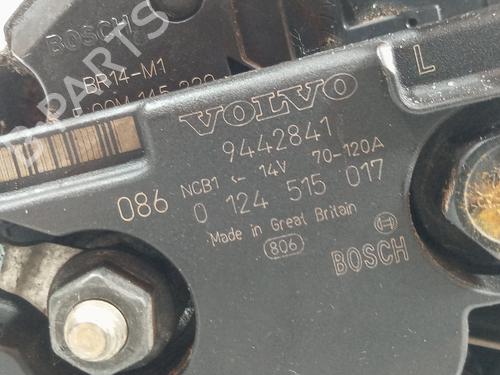 BOSCH
BR14-M1
L
VOLVO
9442841
NCB1 <- 14V 70-120A
086 0 124 515 017
Made in Great Britain
806
BOSCH
PARTS